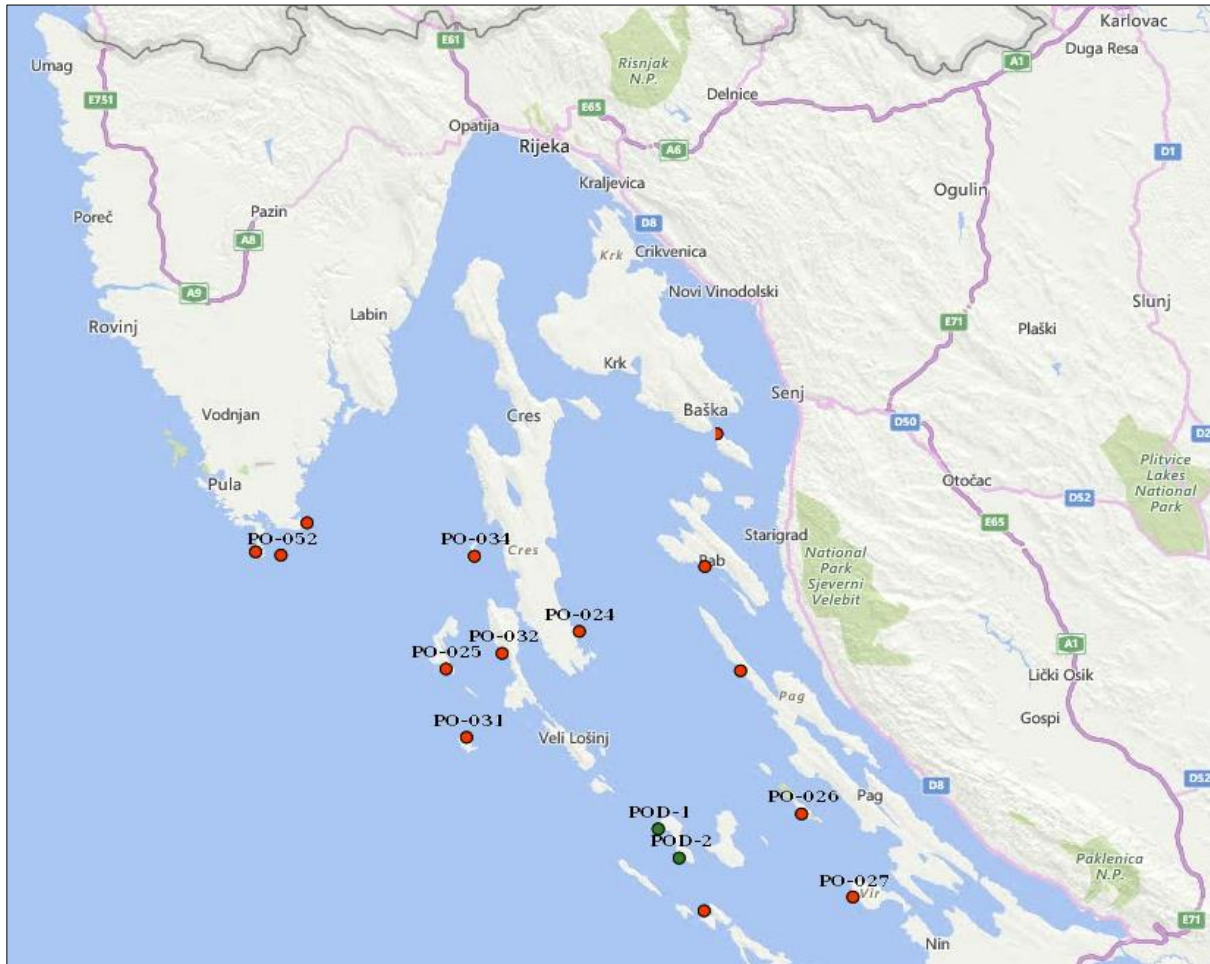 Karlovac
Umag
E61
Duga Resa
Risnjak
N.P.
A1
E751
Delnice
E65
Opatija
Rijeka
A6
D1
Kraljevica
Ogulin
Poreč
Pazin
D8
A8
Krk
Crikvenica
A9
Novi Vinodolski
Slunj
Labin
Rovinj
E71
Plaški
Krk
Senj
Vodnjan
Cres
Baška
D50
D2
Plitvice
Lakes
National
Park
Pula
Otočac
D52
E65
PO-052
PO-034
Starigrad
Cres
Rab
National
Park
Sjeverni
Velebit
PO-024
PO-032
A1
PO-025
Lički Osik
Pag
PO-031
Gospi
Veli Lošinj
D52
D8
PO-026
Pag
POD-1
POD-2
Paklenica
N.P.
PO-027
Vir
E71
Nin